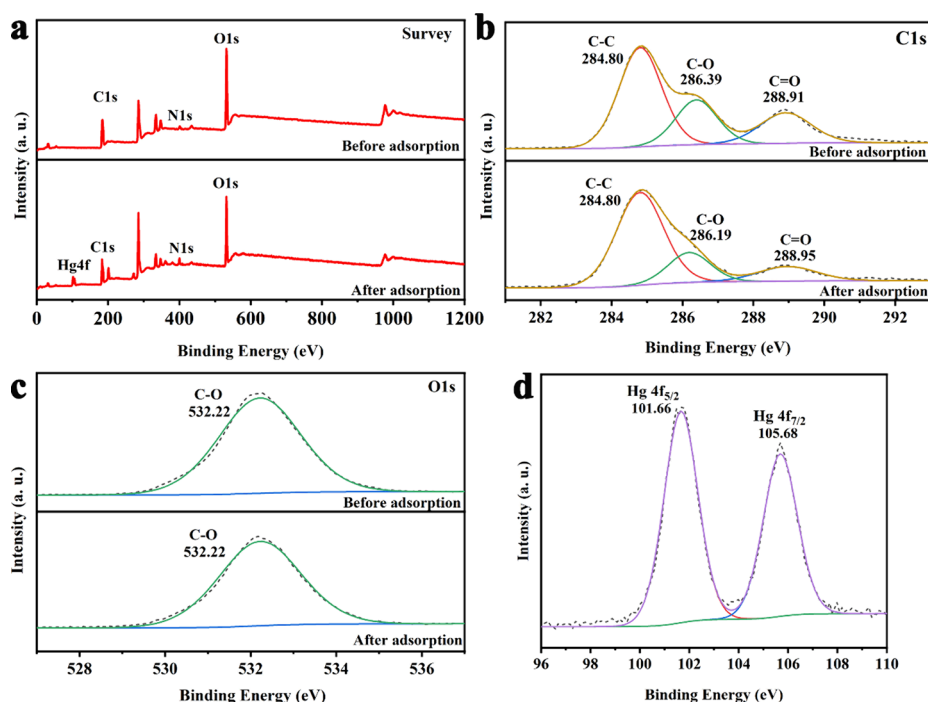 a
Survey
O1s
C1s
N1s
Before adsorption
O1s
C1s
N1s
Hg4f
After adsorption
0 200 400 600 800 1000 1200
Binding Energy (eV)
Intensity (a. u.)
b
C1s
C-C
284.80
C-O
286.39
C=O
288.91
Before adsorption
C-C
284.80
C-O
286.19
C=O
288.95
After adsorption
282 284 286 288 290 292
Binding Energy (eV)
Intensity (a. u.)
c
O1s
C-O
532.22
Before adsorption
C-O
532.22
After adsorption
528 530 532 534 536
Binding Energy (eV)
Intensity (a. u.)
d
Hg 4f5/2
101.66
Hg 4f7/2
105.68
96 98 100 102 104 106 108 110
Binding Energy (eV)
Intensity (a. u.)